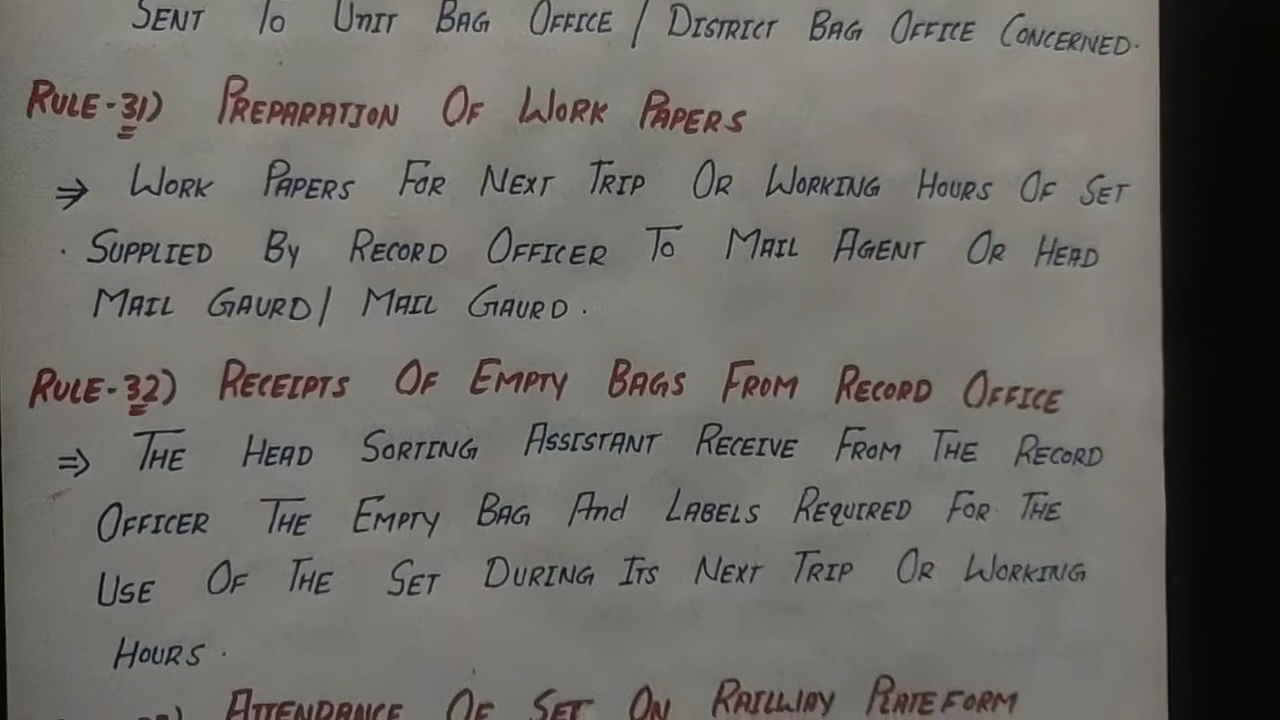 SENT TO UNIT BAG OFFICE / DISTRICT BAG OFFICE CONCERNED.
RULE-31) PREPARATION OF WORK PAPERS
⇒ WORK PAPERS FOR NEXT TRIP OR WORKING HOURS OF SET
SUPPLIED BY RECORD OFFICER TO MAIL AGENT OR HEAD
MAIL GAURD/ MAIL GAURD.
RULE-32) RECEIPTS OF EMPTY BAGS FROM RECORD OFFICE
⇒ THE HEAD SORTING ASSISTANT RECEIVE FROM THE RECORD
OFFICER THE EMPTY BAG And LABELS REQUIRED FOR THE
USE OF THE SET DURING ITS NEXT TRIP OR WORKING
HOURS.
ATTENDANCE OF SET ON RAILWAY PLATEFORM